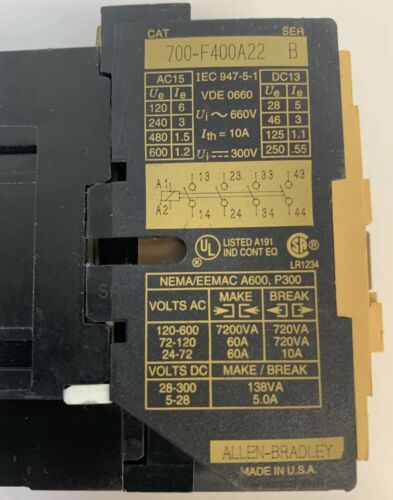 CAT SER
700-F400A22 B
AC15 IEC 947-5-1 DC13
Ue Ie VDE 0660 Ue Ie
120 6 Ui ~ 660V 28 5
240 3 46 3
480 1.5 Ith = 10A 125 1.1
600 1.2 Ui ⎓ 300V 250 .55
13 23 33 43
A1
A2
14 24 34 44
UL LISTED A191
IND CONT EQ
SA
LR1234
NEMA/EEMAC A600, P300
VOLTS AC MAKE BREAK
120-600 7200VA 720VA
72-120 60A 720VA
24-72 60A 10A
VOLTS DC MAKE / BREAK
28-300 138VA
5-28 5.0A
ALLEN-BRADLEY
MADE IN U.S.A.